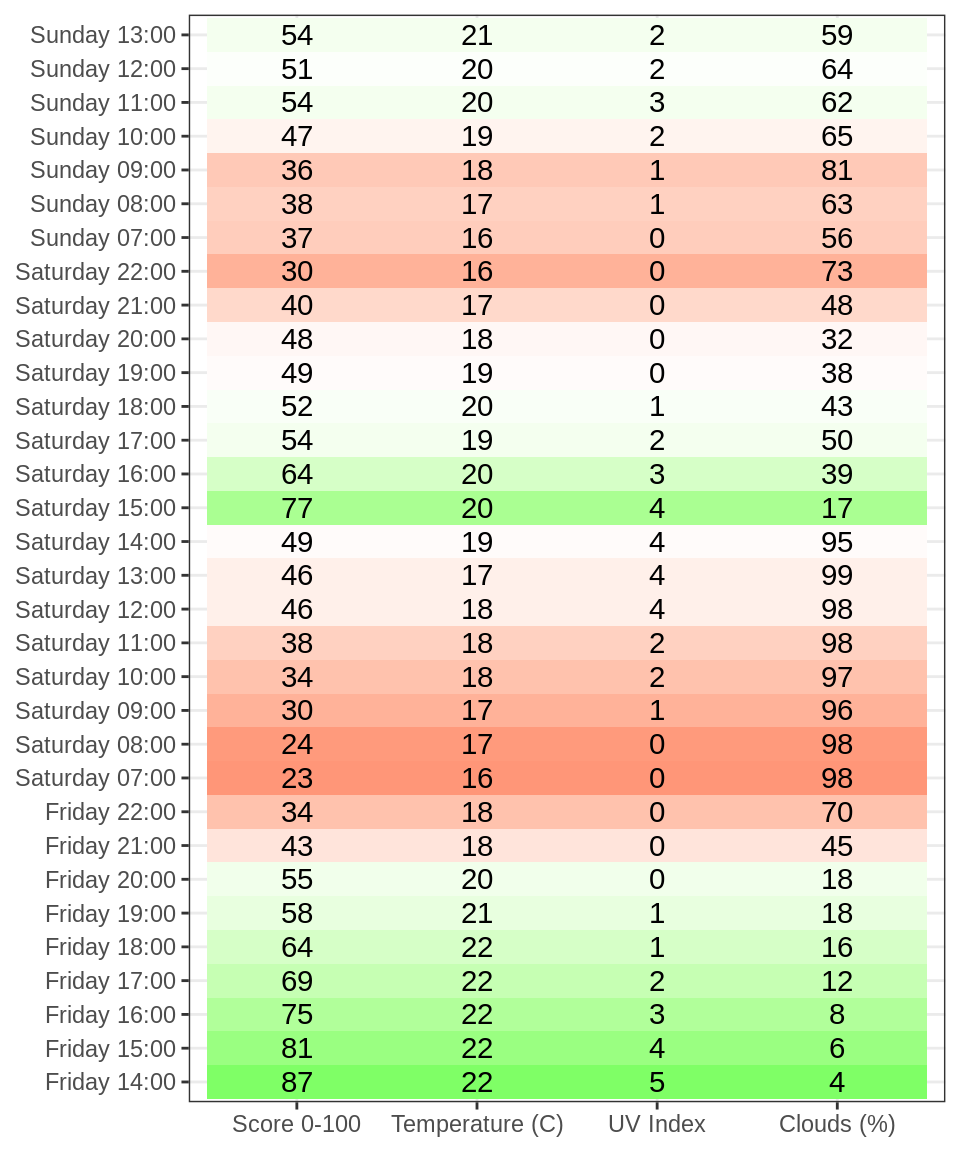 Sunday 13:00 54 21 2 59
Sunday 12:00 51 20 2 64
Sunday 11:00 54 20 3 62
Sunday 10:00 47 19 2 65
Sunday 09:00 36 18 1 81
Sunday 08:00 38 17 1 63
Sunday 07:00 37 16 0 56
Saturday 22:00 30 16 0 73
Saturday 21:00 40 17 0 48
Saturday 20:00 48 18 0 32
Saturday 19:00 49 19 0 38
Saturday 18:00 52 20 1 43
Saturday 17:00 54 19 2 50
Saturday 16:00 64 20 3 39
Saturday 15:00 77 20 4 17
Saturday 14:00 49 19 4 95
Saturday 13:00 46 17 4 99
Saturday 12:00 46 18 4 98
Saturday 11:00 38 18 2 98
Saturday 10:00 34 18 2 97
Saturday 09:00 30 17 1 96
Saturday 08:00 24 17 0 98
Saturday 07:00 23 16 0 98
Friday 22:00 34 18 0 70
Friday 21:00 43 18 0 45
Friday 20:00 55 20 0 18
Friday 19:00 58 21 1 18
Friday 18:00 64 22 1 16
Friday 17:00 69 22 2 12
Friday 16:00 75 22 3 8
Friday 15:00 81 22 4 6
Friday 14:00 87 22 5 4
Score 0-100 Temperature (C) UV Index Clouds (%)